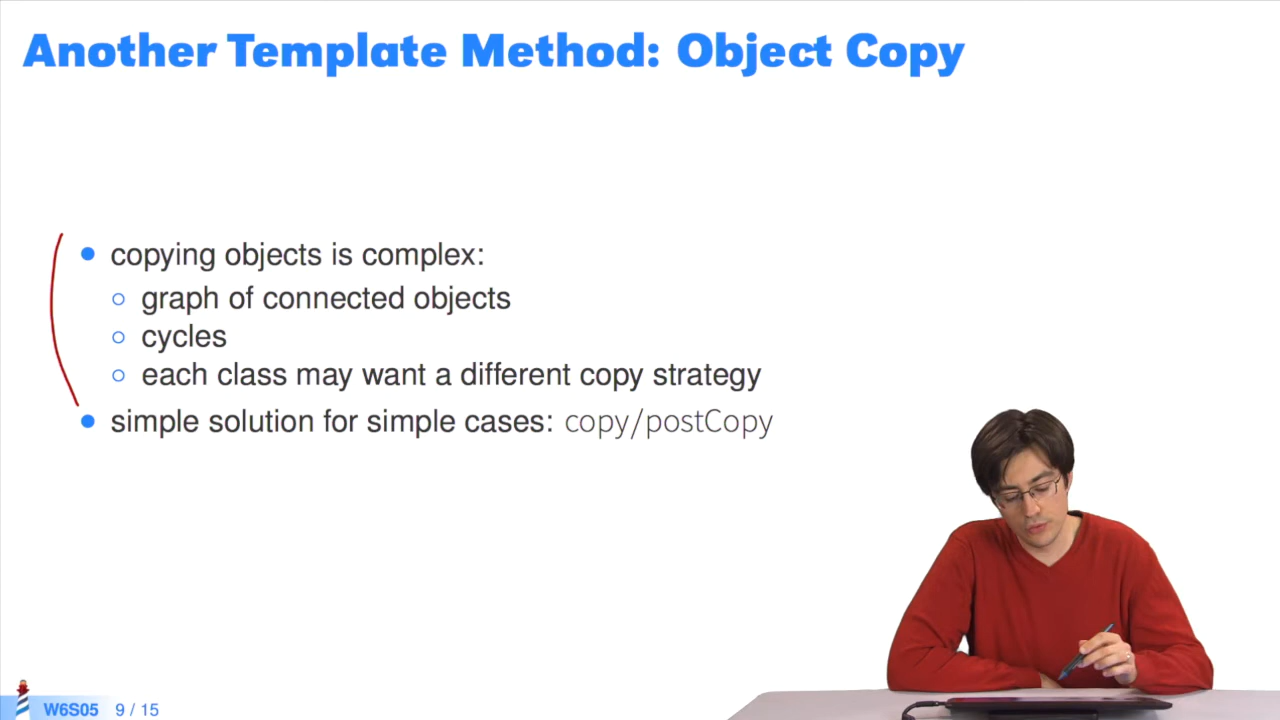 Another Template Method: Object Copy
copying objects is complex:
graph of connected objects
cycles
each class may want a different copy strategy
simple solution for simple cases: copy/postCopy
W6S05 9 / 15